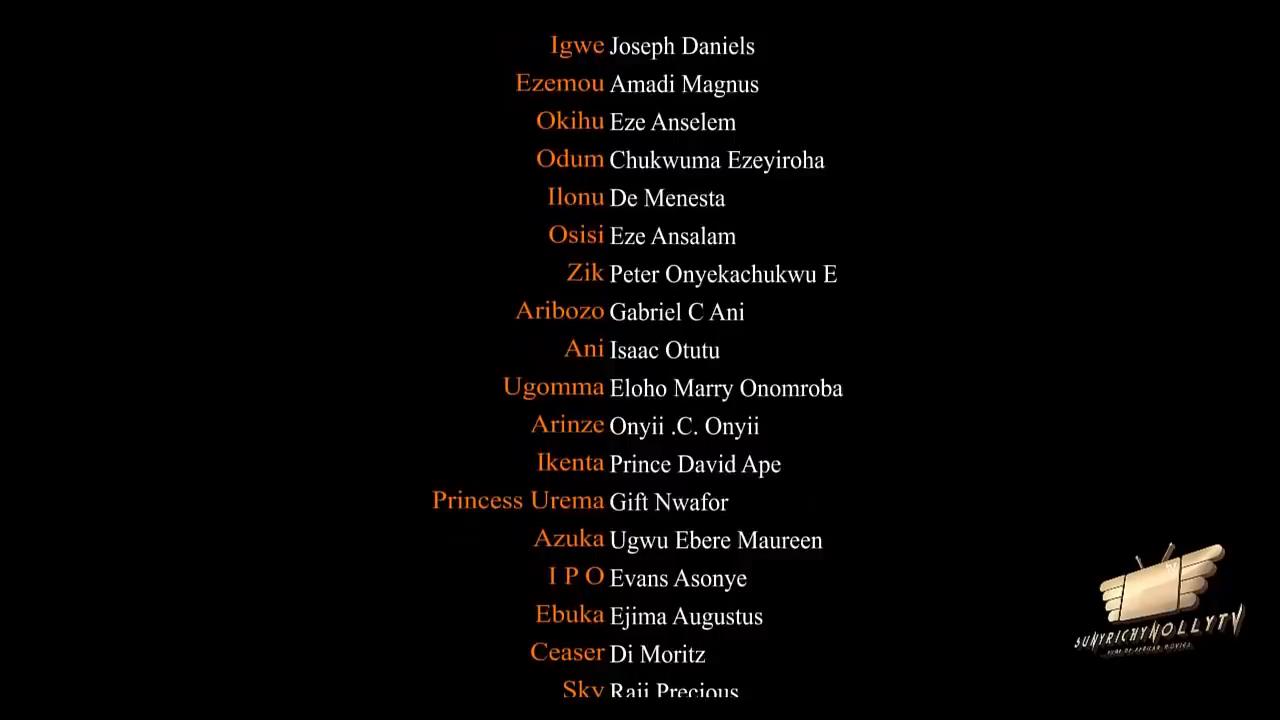 Igwe Joseph Daniels
Ezemou Amadi Magnus
Okihu Eze Anselem
Odum Chukwuma Ezeyiroha
Ilonu De Menesta
Osisi Eze Ansalam
Zik Peter Onyekachukwu E
Aribozo Gabriel C Ani
Ani Isaac Otutu
Ugomma Eloho Marry Onomroba
Arinze Onyii .C. Onyii
Ikenta Prince David Ape
Princess Urema Gift Nwafor
Azuka Ugwu Ebere Maureen
I P O Evans Asonye
Ebuka Ejima Augustus
Ceaser Di Moritz
Sky Raji Precious
SUNYRICHYNOLLYTV